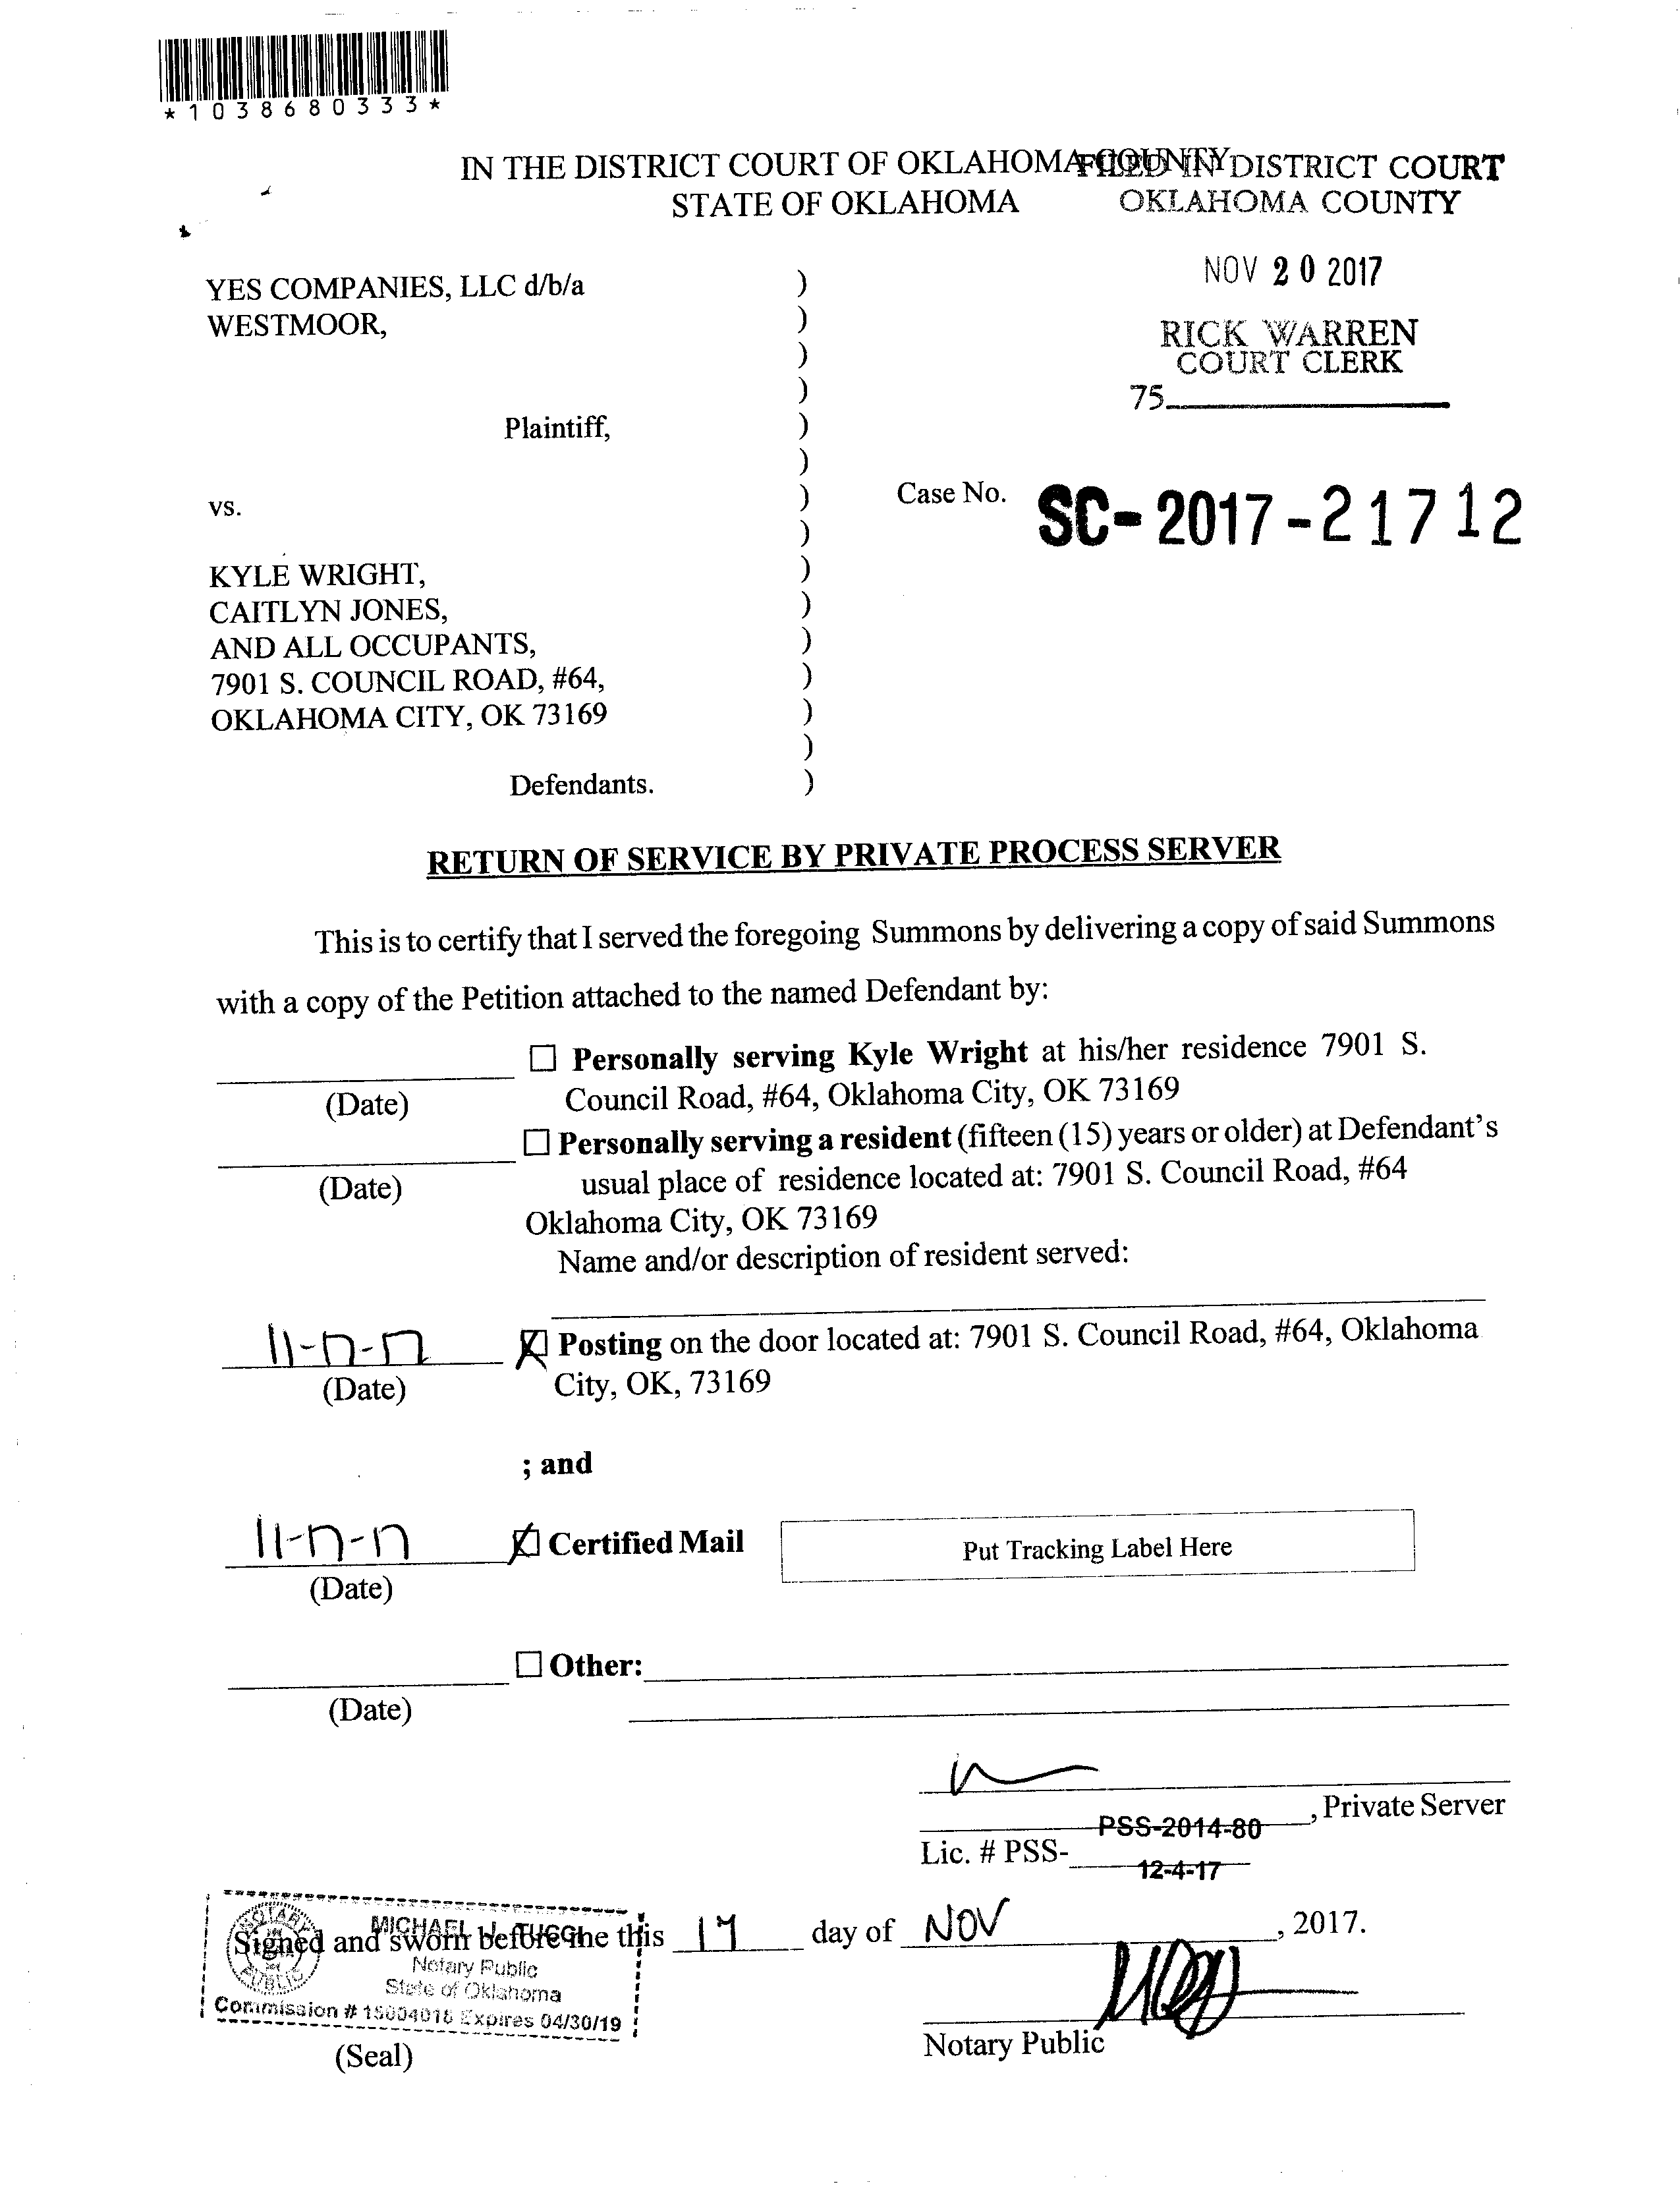 *1038680333*
IN THE DISTRICT COURT OF OKLAHOMA COUNTY
STATE OF OKLAHOMA
FILED IN DISTRICT COURT
OKLAHOMA COUNTY
NOV 20 2017
RICK WARREN
COURT CLERK
75
YES COMPANIES, LLC d/b/a )
WESTMOOR, )
)
)
Plaintiff, )
)
vs. ) Case No. SC-2017-21712
)
KYLE WRIGHT, )
CAITLYN JONES, )
AND ALL OCCUPANTS, )
7901 S. COUNCIL ROAD, #64, )
OKLAHOMA CITY, OK 73169 )
)
Defendants. )
RETURN OF SERVICE BY PRIVATE PROCESS SERVER
This is to certify that I served the foregoing Summons by delivering a copy of said Summons
with a copy of the Petition attached to the named Defendant by:
☐ Personally serving Kyle Wright at his/her residence 7901 S.
(Date) Council Road, #64, Oklahoma City, OK 73169
☐ Personally serving a resident (fifteen (15) years or older) at Defendant's
(Date) usual place of residence located at: 7901 S. Council Road, #64
Oklahoma City, OK 73169
Name and/or description of resident served:
11-17-17 ☒ Posting on the door located at: 7901 S. Council Road, #64, Oklahoma
(Date) City, OK, 73169
; and
11-17-17 ☒ Certified Mail Put Tracking Label Here
(Date)
☐ Other:
(Date)
, Private Server
PSS-2014-80
Lic. # PSS-
12-4-17
Signed and sworn before me this 17 day of NOV, 2017.
MICHAEL J. TUCCI
Notary Public
State of Oklahoma
Commission # 15004016 Expires 04/30/19
NOTARY PUBLIC
(Seal)
Notary Public